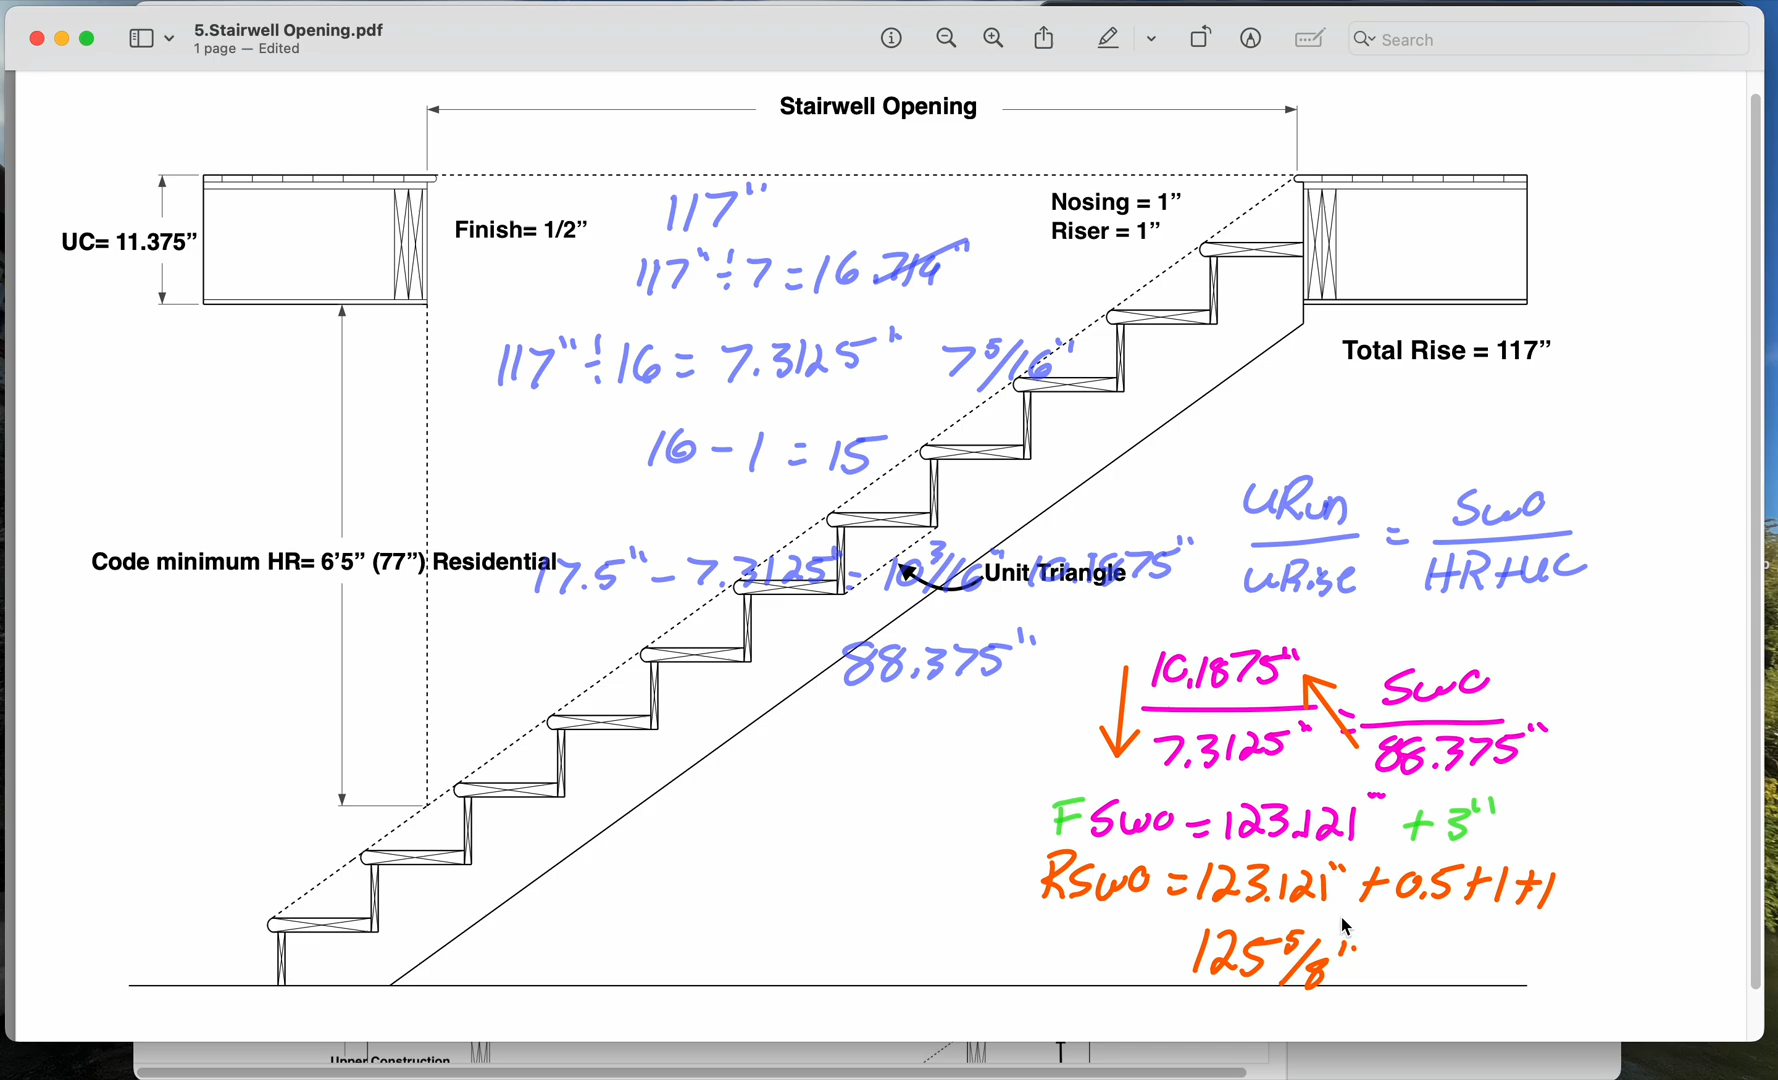 5.Stairwell Opening.pdf
1 page — Edited
Search
Stairwell Opening
UC= 11.375”
Finish= 1/2”
Nosing = 1”
Riser = 1”
Total Rise = 117”
Code minimum HR= 6’5” (77”) Residential
Unit Triangle
117"
117" ÷ 7 = 16.714"
117" ÷ 16 = 7.3125" 7 5/16"
16 - 1 = 15
17.5" - 7.3125" = 10 3/16" 10.1875"
88.375"
uRun / uRise = SWO / HR+UC
10.1875" / 7.3125" = SWO / 88.375"
FSWO = 123.121" + 3"
RSWO = 123.121" + 0.5+1+1
125 5/8"
Upper Construction